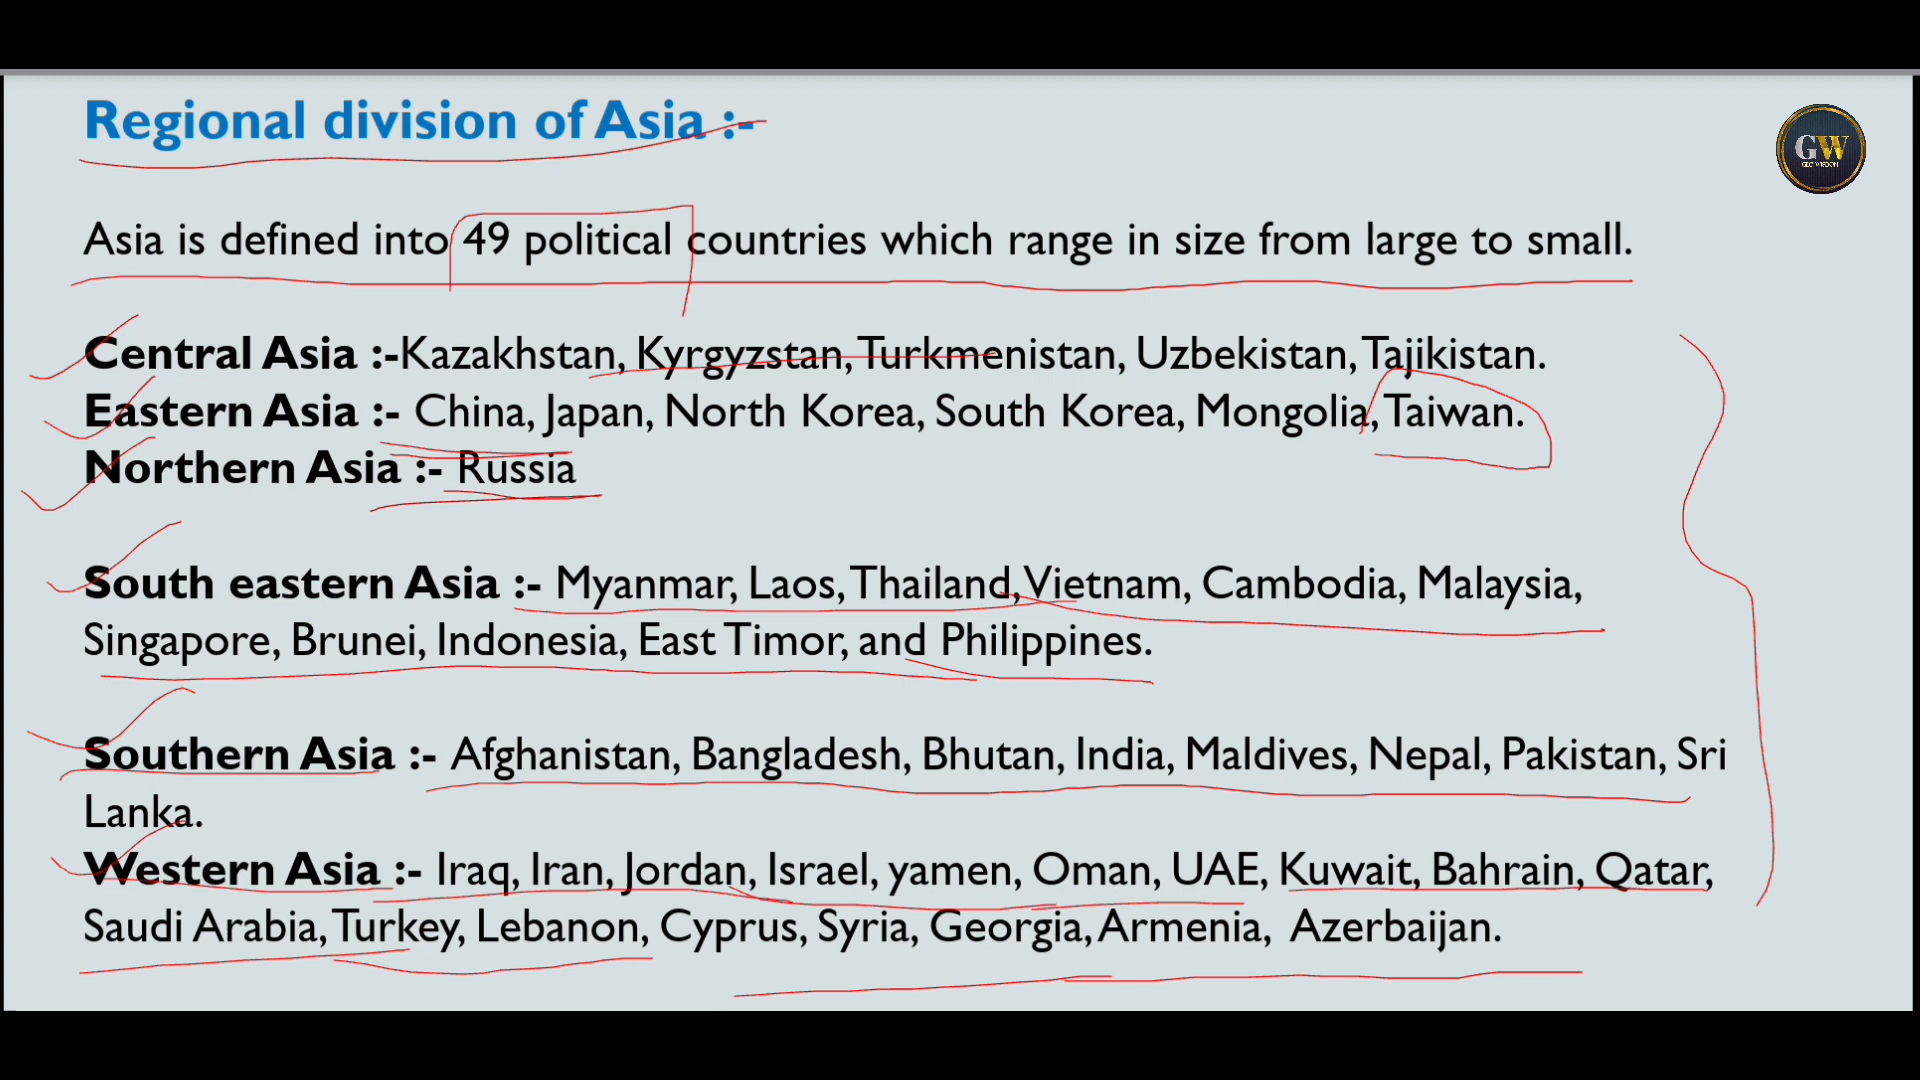 Regional division of Asia :-
GW
GEO WISDOM
Asia is defined into 49 political countries which range in size from large to small.
Central Asia :-Kazakhstan, Kyrgyzstan, Turkmenistan, Uzbekistan, Tajikistan.
Eastern Asia :- China, Japan, North Korea, South Korea, Mongolia, Taiwan.
Northern Asia :- Russia
South eastern Asia :- Myanmar, Laos, Thailand, Vietnam, Cambodia, Malaysia,
Singapore, Brunei, Indonesia, East Timor, and Philippines.
Southern Asia :- Afghanistan, Bangladesh, Bhutan, India, Maldives, Nepal, Pakistan, Sri
Lanka.
Western Asia :- Iraq, Iran, Jordan, Israel, yamen, Oman, UAE, Kuwait, Bahrain, Qatar,
Saudi Arabia, Turkey, Lebanon, Cyprus, Syria, Georgia, Armenia, Azerbaijan.